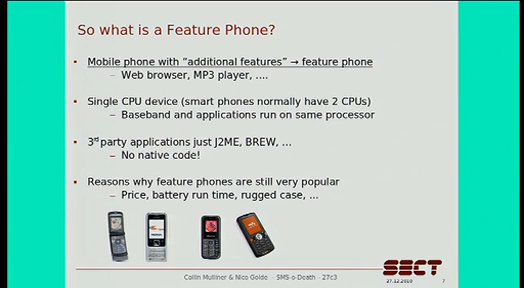 So what is a Feature Phone?
Mobile phone with “additional features” → feature phone
– Web browser, MP3 player, ....
Single CPU device (smart phones normally have 2 CPUs)
– Baseband and applications run on same processor
3rd party applications just J2ME, BREW, ...
– No native code!
Reasons why feature phones are still very popular
– Price, battery run time, rugged case, ...
SECT
Collin Mulliner & Nico Golde - SMS-o-Death - 27c3
27.12.2010
7